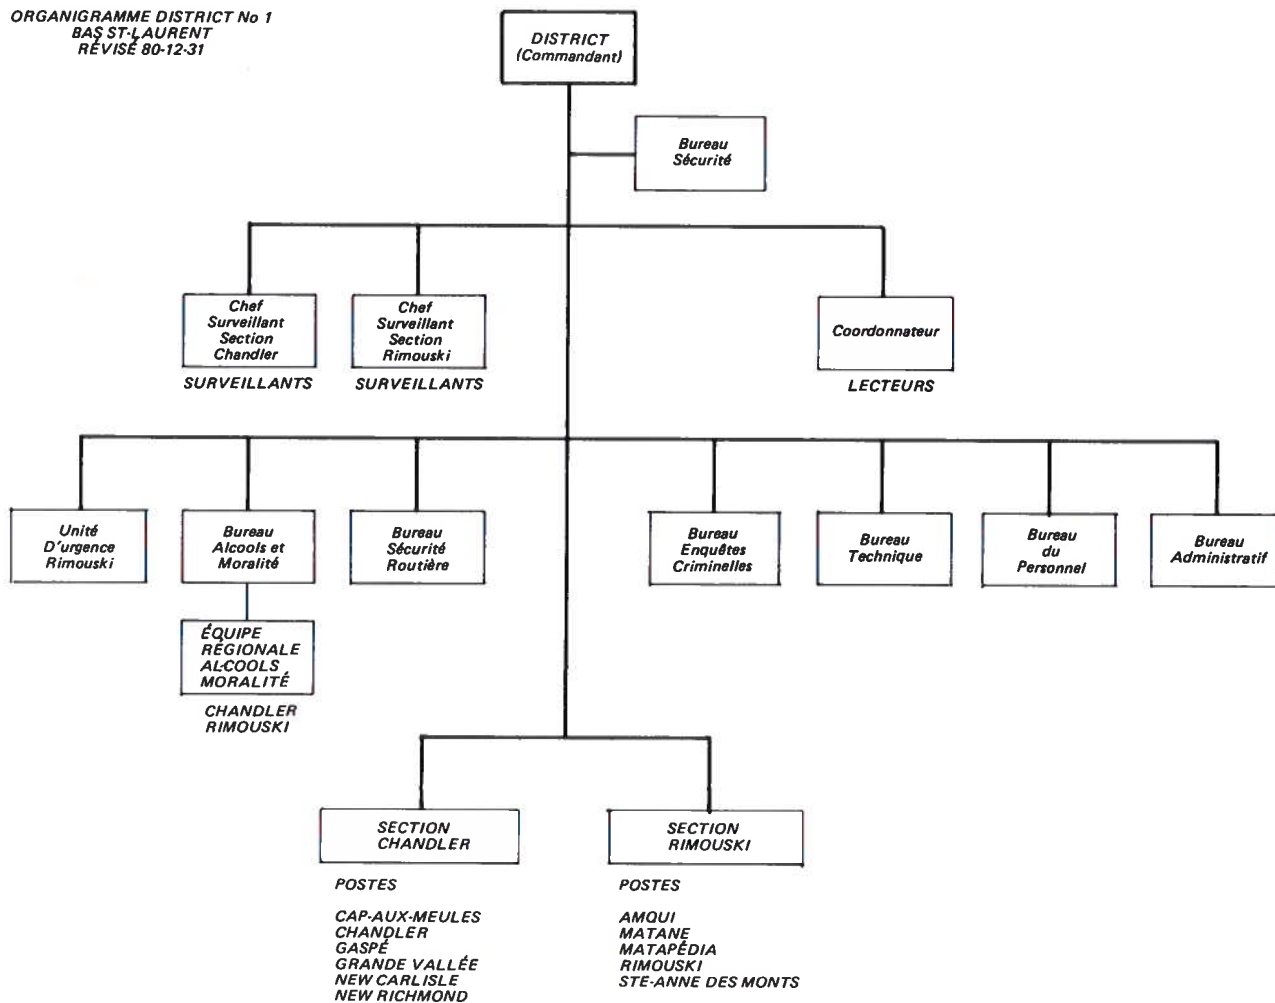 ORGANIGRAMME DISTRICT No 1
BAS ST-LAURENT
RÉVISÉ 80-12-31
DISTRICT
(Commandant)
Bureau
Sécurité
Chef
Surveillant
Section
Chandler
SURVEILLANTS
Chef
Surveillant
Section
Rimouski
SURVEILLANTS
Coordonnateur
LECTEURS
Unité
D'urgence
Rimouski
Bureau
Alcools et
Moralité
Bureau
Sécurité
Routière
Bureau
Enquêtes
Criminelles
Bureau
Technique
Bureau
du
Personnel
Bureau
Administratif
ÉQUIPE
RÉGIONALE
ALCOOLS
MORALITÉ
CHANDLER
RIMOUSKI
SECTION
CHANDLER
POSTES
CAP-AUX-MEULES
CHANDLER
GASPÉ
GRANDE VALLÉE
NEW CARLISLE
NEW RICHMOND
SECTION
RIMOUSKI
POSTES
AMQUI
MATANE
MATAPÉDIA
RIMOUSKI
STE-ANNE DES MONTS